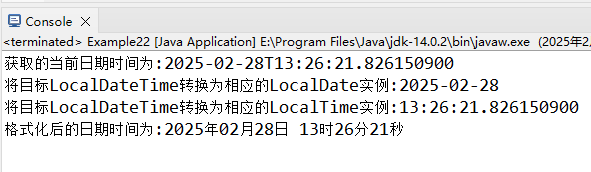 Console
<terminated> Example22 [Java Application] E:\Program Files\Java\jdk-14.0.2\bin\javaw.exe (2025年2
获取的当前日期时间为:2025-02-28T13:26:21.826150900
将目标LocalDateTime转换为相应的LocalDate实例:2025-02-28
将目标LocalDateTime转换为相应的LocalTime实例:13:26:21.826150900
格式化后的日期时间为:2025年02月28日 13时26分21秒